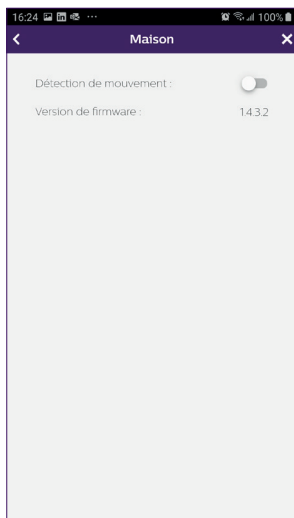 16:24 ... 100%
Maison
Détection de mouvement :
Version de firmware : 1.4.3.2